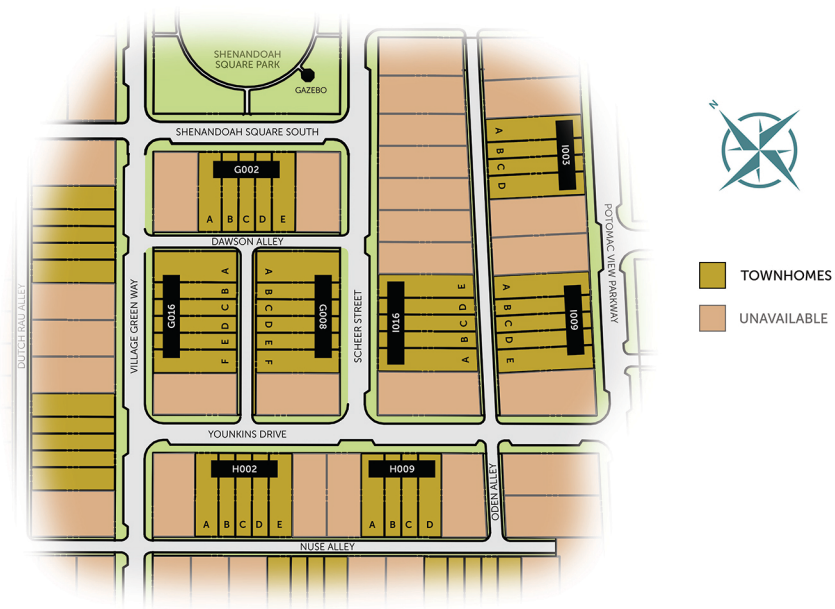 SHENANDOAH
SQUARE PARK
GAZEBO
SHENANDOAH SQUARE SOUTH
G002
A B C D E
DAWSON ALLEY
DUTCH RAU ALLEY
VILLAGE GREEN WAY
G016
A
B
C
D
E
F
G008
A
B
C
D
E
F
SCHEER STREET
I016
E
D
C
B
A
I003
A
B
C
D
I009
A
B
C
D
E
POTOMAC VIEW PARKWAY
YOUNKINS DRIVE
H002
A B C D E
H009
A B C D
ODEN ALLEY
NUSE ALLEY
N
TOWNHOMES
UNAVAILABLE